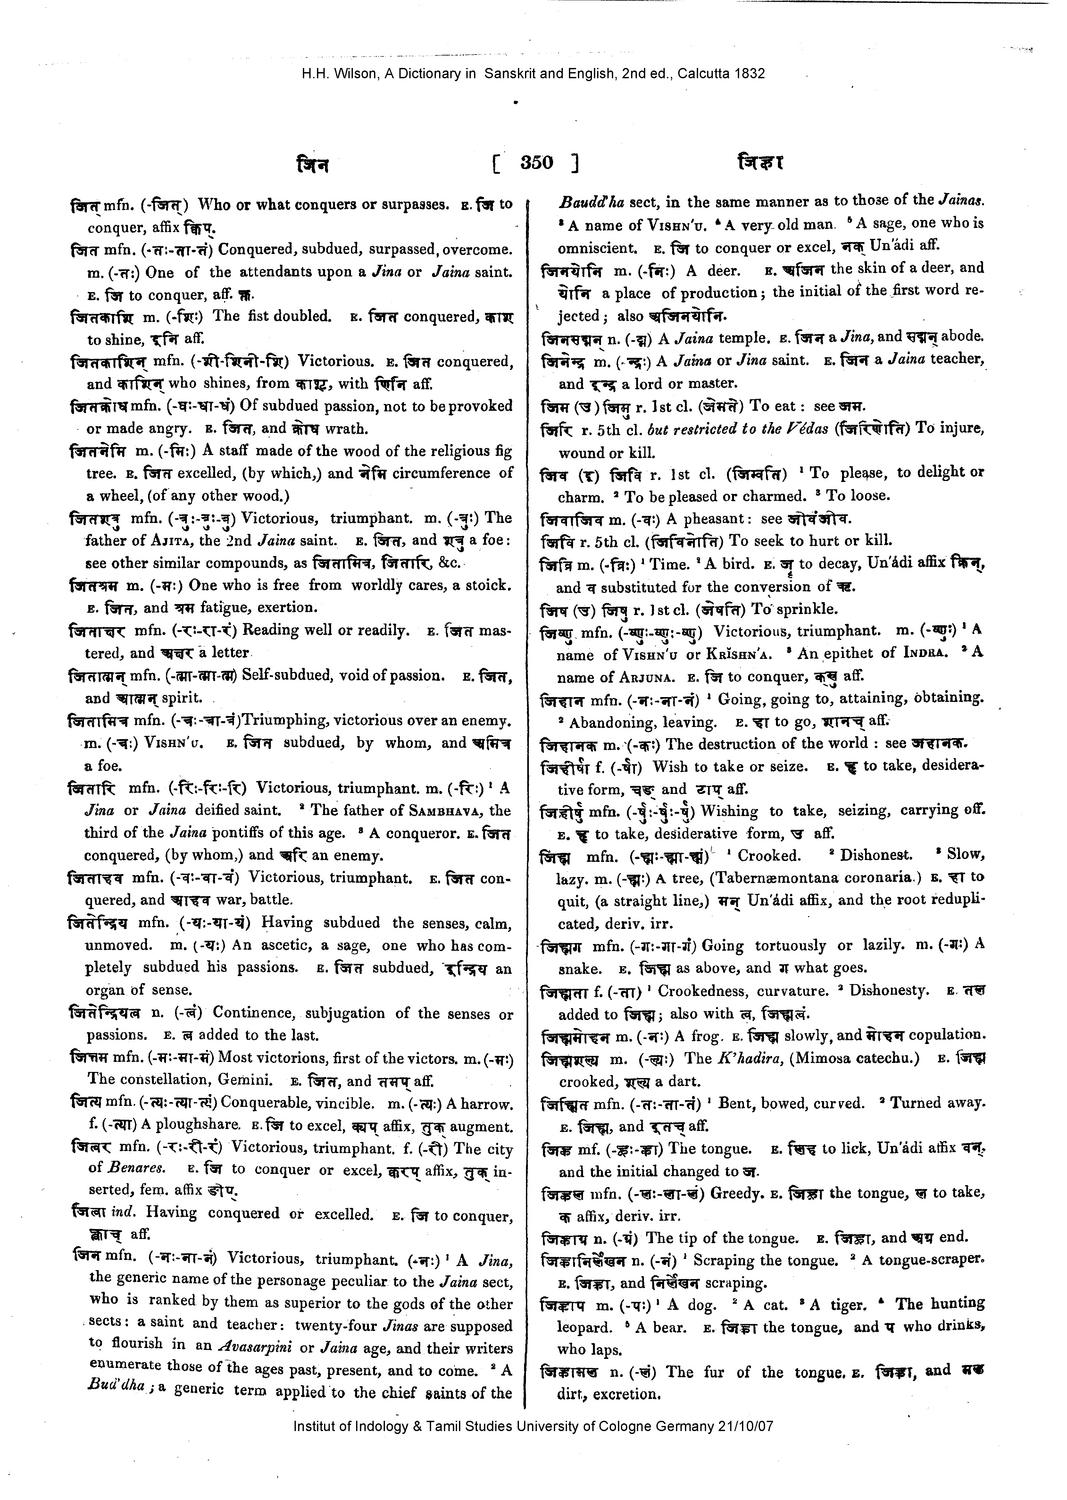 H.H. Wilson, A Dictionary in Sanskrit and English, 2nd ed., Calcutta 1832
जिन
[ 350 ]
जिह्वा
जित् mfn. (-जित्) Who or what conquers or surpasses. E. जि to
conquer, affix क्विप्.
जित mfn. (-तः-ता-तं) Conquered, subdued, surpassed, overcome.
m. (-तः) One of the attendants upon a Jina or Jaina saint.
E. जि to conquer, aff. क्त.
जितकाशि m. (-शिः) The fist doubled. E. जित conquered, काश
to shine, इनि aff.
जितकाशिन् mfn. (-शी-शिनी-शि) Victorious. E. जित conquered,
and काशिन् who shines, from काशृ, with णिनि aff.
जितक्रोध mfn. (-धः-धा-धं) Of subdued passion, not to be provoked
or made angry. E. जित, and क्रोध wrath.
जितनेमि m. (-मिः) A staff made of the wood of the religious fig
tree. E. जित excelled, (by which,) and नेमि circumference of
a wheel, (of any other wood.)
जितशत्रु mfn. (-त्रुः-त्रुः-त्रु) Victorious, triumphant. m. (-त्रुः) The
father of AJITA, the 2nd Jaina saint. E. जित, and शत्रु a foe:
see other similar compounds, as जितामित्र, जितारि, &c.
जितश्रम m. (-मः) One who is free from worldly cares, a stoick.
E. जित, and श्रम fatigue, exertion.
जिताक्षर mfn. (-रः-रा-रं) Reading well or readily. E. जित mas-
tered, and अक्षर a letter
जितात्मन् mfn. (-त्मा-त्मा-त्म) Self-subdued, void of passion. E. जित,
and आत्मन् spirit.
जितामित्र mfn. (-त्रः-त्रा-त्रं)Triumphing, victorious over an enemy.
m. (-त्रः) VISHN'U. E. जित subdued, by whom, and अमित्र
a foe.
जितारि mfn. (-रिः-रिः-रि) Victorious, triumphant. m. (-रिः) ¹ A
Jina or Jaina deified saint. ² The father of SAMBHAVA, the
third of the Jaina pontiffs of this age. ³ A conqueror. E. जित
conquered, (by whom,) and अरि an enemy.
जिताहव mfn. (-वः-वा-वं) Victorious, triumphant. E. जित con-
quered, and आहव war, battle.
जितेन्द्रिय mfn. (-यः-या-यं) Having subdued the senses, calm,
unmoved. m. (-यः) An ascetic, a sage, one who has com-
pletely subdued his passions. E. जित subdued, इन्द्रिय an
organ of sense.
जितेन्द्रियत्व n. (-त्वं) Continence, subjugation of the senses or
passions. E. त्व added to the last.
जित्तम mfn. (-मः-मा-मं) Most victorions, first of the victors. m. (-मः)
The constellation, Gemini. E. जित, and तमप् aff.
जित्य mfn. (-त्यः-त्या-त्यं) Conquerable, vincible. m. (-त्यः) A harrow.
f. (-त्या) A ploughshare. E. जि to excel, क्यप् affix, तुक् augment.
जित्वर mfn. (-रः-री-रं) Victorious, triumphant. f. (-री) The city
of Benares. E. जि to conquer or excel, क्वरप् affix, तुक् in-
serted, fem. affix ङीप्.
जित्वा ind. Having conquered or excelled. E. जि to conquer,
क्त्वाच् aff.
जिन mfn. (-नः-ना-नं) Victorious, triumphant. (-नः) ¹ A Jina,
the generic name of the personage peculiar to the Jaina sect,
who is ranked by them as superior to the gods of the other
sects: a saint and teacher: twenty-four Jinas are supposed
to flourish in an Avasarpini or Jaina age, and their writers
enumerate those of the ages past, present, and to come. ² A
Bud'dha; a generic term applied to the chief saints of the
Baudd'ha sect, in the same manner as to those of the Jainas.
³ A name of VISHN'U. ⁴ A very old man. ⁵ A sage, one who is
omniscient. E. जि to conquer or excel, नक् Un'ádi aff.
जिनयोनि m. (-निः) A deer. E. अजिन the skin of a deer, and
योनि a place of production; the initial of the first word re-
jected; also अजिनयोनि.
जिनसद्मन् n. (-द्म) A Jaina temple. E. जिन a Jina, and सद्मन् abode.
जिनेन्द्र m. (-न्द्रः) A Jaina or Jina saint. E. जिन a Jaina teacher,
and इन्द्र a lord or master.
जिम (उ) जिमु r. 1st cl. (जेमते) To eat: see जम.
जिरि r. 5th cl. but restricted to the Védas (जिरिणोति) To injure,
wound or kill.
जिव (इ) जिवि r. 1st cl. (जिम्वति) ¹ To please, to delight or
charm. ² To be pleased or charmed. ³ To loose.
जिवाजिव m. (-वः) A pheasant: see जीवंजीव.
जिवि r. 5th cl. (जिविनोति) To seek to hurt or kill.
जिव्रि m. (-व्रिः) ¹ Time. ² A bird. E. जॄ to decay, Un'ádi affix क्रिन्,
and व substituted for the conversion of ऋ.
जिष (उ) जिषु r. 1st cl. (जेषति) To sprinkle.
जिष्णु mfn. (-ष्णुः-ष्णुः-ष्णु) Victorious, triumphant. m. (-ष्णुः) ¹ A
name of VISHN'U or KRĬSHN'A. ² An epithet of INDRA. ³ A
name of ARJUNA. E. जि to conquer, क्स्नु aff.
जिहान mfn. (-नः-ना-नं) ¹ Going, going to, attaining, obtaining.
² Abandoning, leaving. E. हा to go, शानच् aff.
जिहानक m. (-कः) The destruction of the world: see जहानक.
जिहीर्षा f. (-र्षा) Wish to take or seize. E. हृ to take, desidera-
tive form, अङ् and टाप् aff.
जिहीर्षु mfn. (-र्षुः-र्षुः-र्षु) Wishing to take, seizing, carrying off.
E. हृ to take, desiderative form, उ aff.
जिह्म mfn. (-ह्मः-ह्मा-ह्मं) ¹ Crooked. ² Dishonest. ³ Slow,
lazy. m. (-ह्मः) A tree, (Tabernæmontana coronaria.) E. हा to
quit, (a straight line,) मन् Un'ádi affix, and the root redupli-
cated, deriv. irr.
जिह्मग mfn. (-गः-गा-गं) Going tortuously or lazily. m. (-गः) A
snake. E. जिह्म as above, and ग what goes.
जिह्मता f. (-ता) ¹ Crookedness, curvature. ² Dishonesty. E. तल्
added to जिह्म; also with त्व, जिह्मत्वं.
जिह्ममोहन m. (-नः) A frog. E. जिह्म slowly, and मोहन copulation.
जिह्मशल्य m. (-ल्यः) The K'hadira, (Mimosa catechu.) E. जिह्म
crooked, शल्य a dart.
जिह्मित mfn. (-तः-ता-तं) ¹ Bent, bowed, curved. ² Turned away.
E. जिह्म, and इतच् aff.
जिह्व mf. (-ह्वः-ह्वा) The tongue. E. लिह to lick, Un'ádi affix वन्,
and the initial changed to ज.
जिह्वल mfn. (-लः-ला-लं) Greedy. E. जिह्वा the tongue, ल to take,
क affix, deriv. irr.
जिह्वाग्र n. (-ग्रं) The tip of the tongue. E. जिह्वा, and अग्र end.
जिह्वानिर्लेखन n. (-नं) ¹ Scraping the tongue. ² A tongue-scraper.
E. जिह्वा, and निर्लेखन scraping.
जिह्वाप m. (-पः) ¹ A dog. ² A cat. ³ A tiger. ⁴ The hunting
leopard. ⁵ A bear. E. जिह्वा the tongue, and प who drinks,
who laps.
जिह्वामल n. (-लं) The fur of the tongue. E. जिह्वा, and मल
dirt, excretion.
Institut of Indology & Tamil Studies University of Cologne Germany 21/10/07